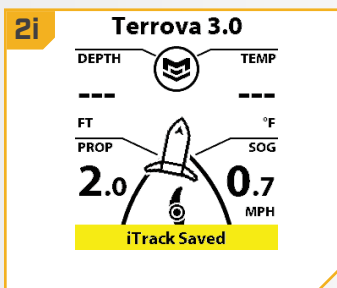 2i
Terrova 3.0
DEPTH TEMP
--- ---
FT °F
PROP SOG
2.0 0.7
MPH
iTrack Saved